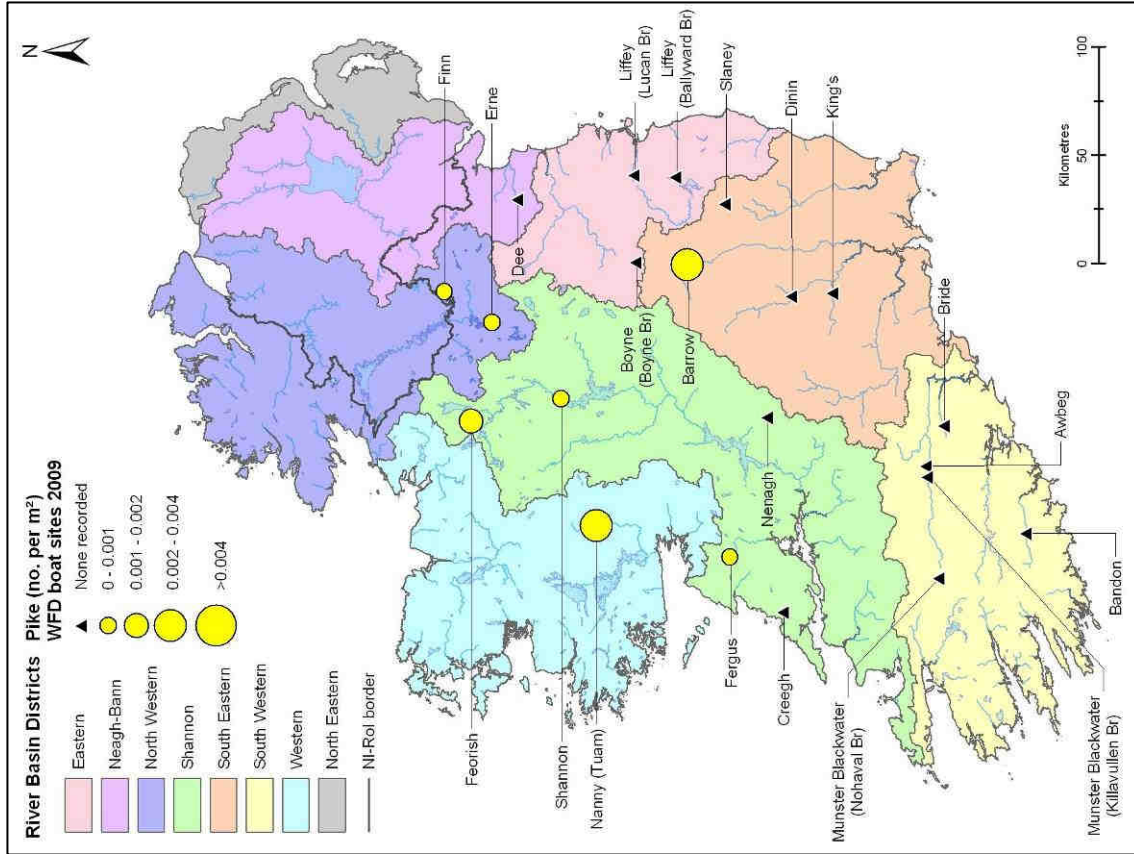 River Basin Districts
Eastern
Neagh-Bann
North Western
Shannon
South Eastern
South Western
Western
North Eastern
NI-RoI border
Pike (no. per m²)
WFD boat sites 2009
None recorded
0 - 0.001
0.001 - 0.002
0.002 - 0.004
>0.004
N
Finn
Erne
Dee
Liffey
(Lucan Br)
Liffey
(Ballyward Br)
Slaney
Dinin
King's
Boyne
(Boyne Br)
Barrow
Feorish
Shannon
Nanny (Tuam)
Fergus
Creegh
Nenagh
Munster Blackwater
(Nohaval Br)
Munster Blackwater
(Killavullen Br)
Bandon
Awbeg
Bride
0
50
100
Kilometres